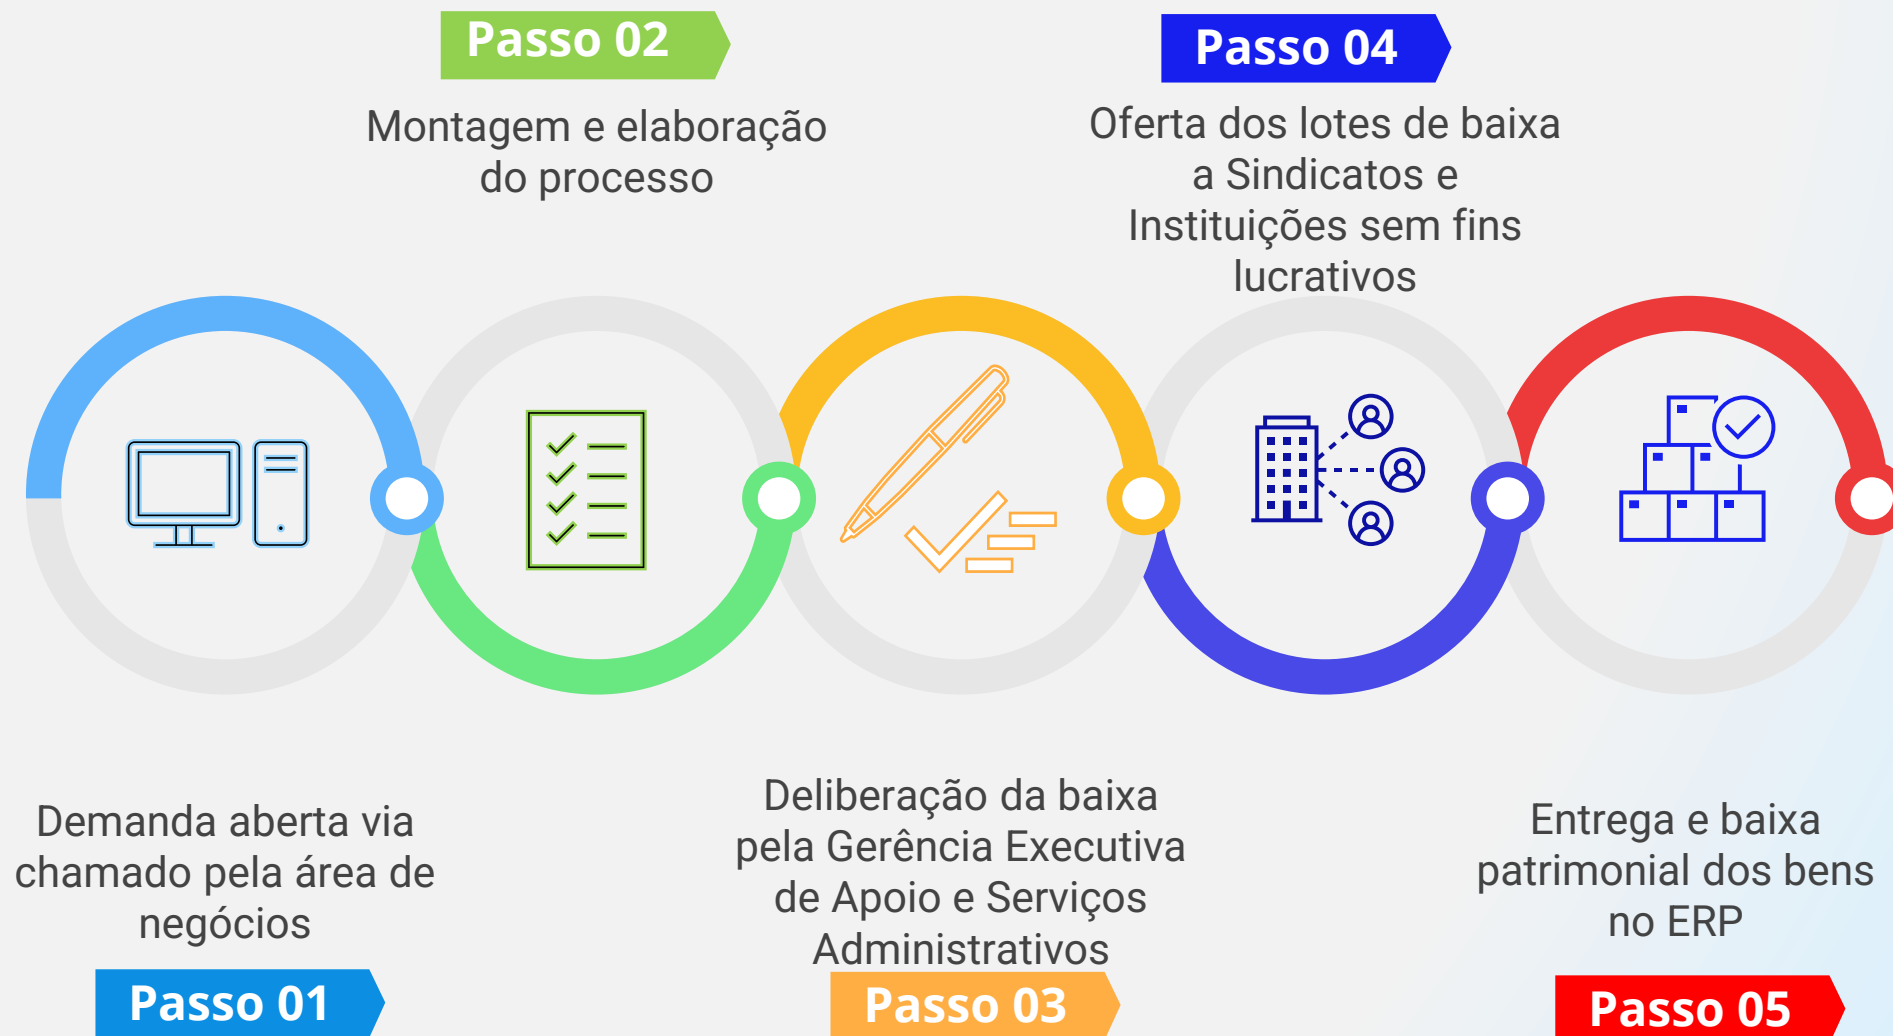 Passo 01
Demanda aberta via
chamado pela área de
negócios
Passo 02
Montagem e elaboração
do processo
Passo 03
Deliberação da baixa
pela Gerência Executiva
de Apoio e Serviços
Administrativos
Passo 04
Oferta dos lotes de baixa
a Sindicatos e
Instituições sem fins
lucrativos
Passo 05
Entrega e baixa
patrimonial dos bens
no ERP